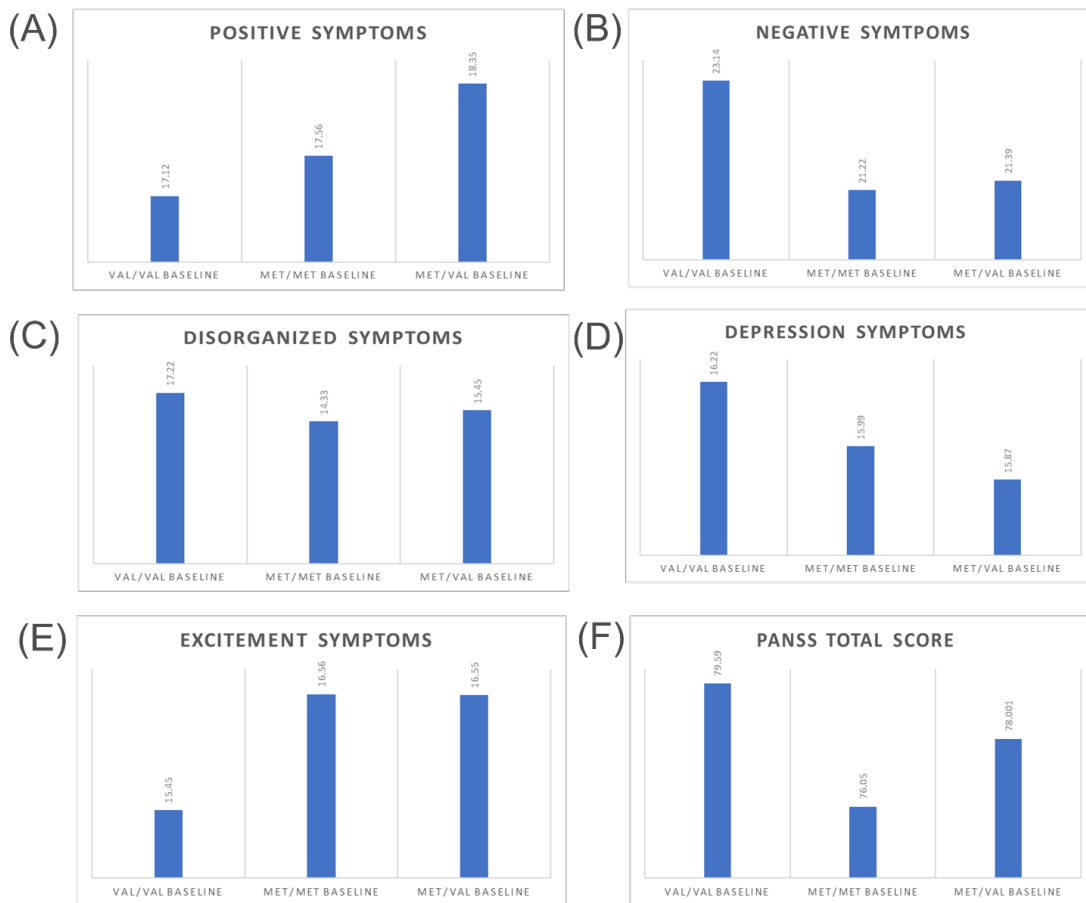 (A)
POSITIVE SYMPTOMS
17.12
17.56
18.35
VAL/VAL BASELINE
MET/MET BASELINE
MET/VAL BASELINE
(B)
NEGATIVE SYMTPOMS
23.14
21.22
21.39
VAL/VAL BASELINE
MET/MET BASELINE
MET/VAL BASELINE
(C)
DISORGANIZED SYMPTOMS
17.22
14.33
15.45
VAL/VAL BASELINE
MET/MET BASELINE
MET/VAL BASELINE
(D)
DEPRESSION SYMPTOMS
16.22
15.99
15.87
VAL/VAL BASELINE
MET/MET BASELINE
MET/VAL BASELINE
(E)
EXCITEMENT SYMPTOMS
15.45
16.56
16.55
VAL/VAL BASELINE
MET/MET BASELINE
MET/VAL BASELINE
(F)
PANSS TOTAL SCORE
79.59
76.05
78.001
VAL/VAL BASELINE
MET/MET BASELINE
MET/VAL BASELINE